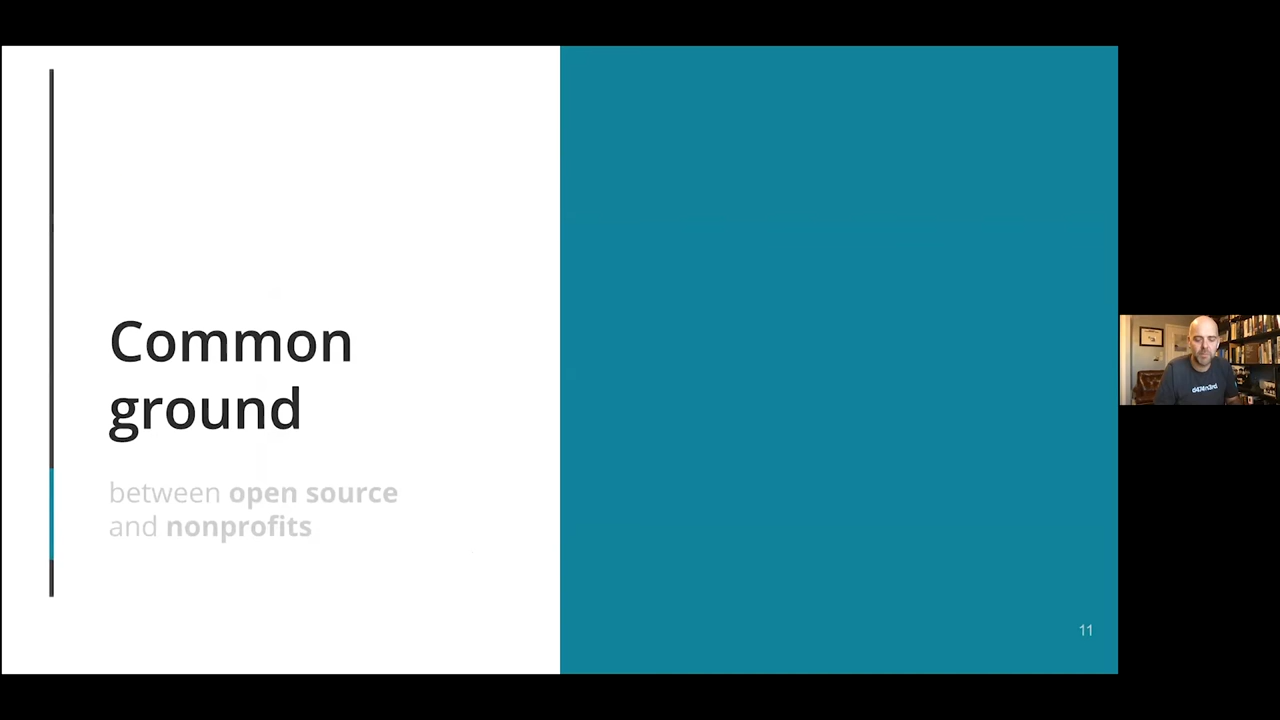 Common
ground
between open source
and nonprofits
11